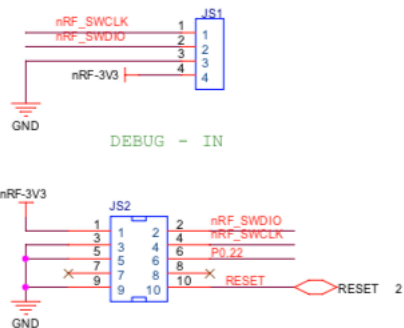 JS1
nRF_SWCLK 1 1
nRF_SWDIO 2 2
3 3
nRF-3V3 4 4
GND
DEBUG - IN
nRF-3V3
JS2
1 1 2 2 nRF_SWDIO
3 3 4 4 nRF_SWCLK
5 5 6 6 P0.22
7 7 8 8
9 9 10 10 RESET RESET 2
GND